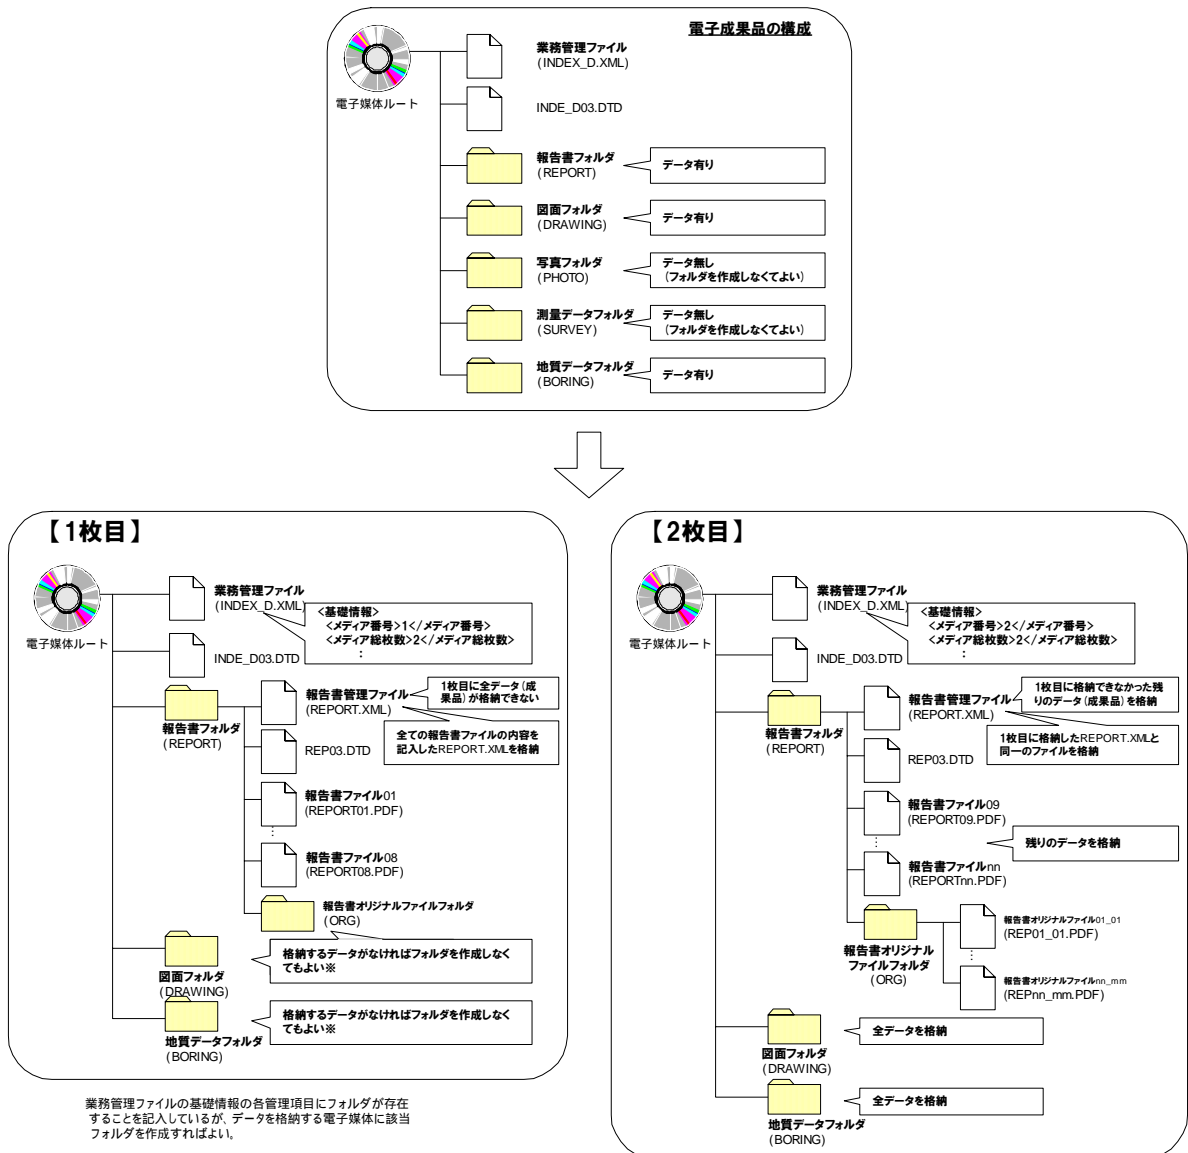 電子成果品の構成
電子媒体ルート
業務管理ファイル
(INDEX_D.XML)
INDE_D03.DTD
報告書フォルダ
(REPORT)
データ有り
図面フォルダ
(DRAWING)
データ有り
写真フォルダ
(PHOTO)
データ無し
(フォルダを作成しなくてよい)
測量データフォルダ
(SURVEY)
データ無し
(フォルダを作成しなくてよい)
地質データフォルダ
(BORING)
データ有り
【1枚目】
電子媒体ルート
業務管理ファイル
(INDEX_D.XML)
<基礎情報>
<メディア番号>1</メディア番号>
<メディア総枚数>2</メディア総枚数>
:
INDE_D03.DTD
報告書フォルダ
(REPORT)
報告書管理ファイル
(REPORT.XML)
1枚目に全データ(成
果品)が格納できない
全ての報告書ファイルの内容を
記入したREPORT.XMLを格納
REP03.DTD
報告書ファイル01
(REPORT01.PDF)
⋮
報告書ファイル08
(REPORT08.PDF)
報告書オリジナルファイルフォルダ
(ORG)
格納するデータがなければフォルダを作成しなく
てもよい※
図面フォルダ
(DRAWING)
格納するデータがなければフォルダを作成しなく
てもよい※
地質データフォルダ
(BORING)
業務管理ファイルの基礎情報の各管理項目にフォルダが存在
することを記入しているが、データを格納する電子媒体に該当
フォルダを作成すればよい。
【2枚目】
電子媒体ルート
業務管理ファイル
(INDEX_D.XML)
<基礎情報>
<メディア番号>2</メディア番号>
<メディア総枚数>2</メディア総枚数>
:
INDE_D03.DTD
報告書フォルダ
(REPORT)
報告書管理ファイル
(REPORT.XML)
1枚目に格納できなかった残
りのデータ(成果品)を格納
1枚目に格納したREPORT.XMLと
同一のファイルを格納
REP03.DTD
報告書ファイル09
(REPORT09.PDF)
⋮
残りのデータを格納
報告書ファイルnn
(REPORTnn.PDF)
報告書オリジナル
ファイルフォルダ
(ORG)
報告書オリジナルファイル01_01
(REP01_01.PDF)
⋮
報告書オリジナルファイルnn_mm
(REPnn_mm.PDF)
図面フォルダ
(DRAWING)
全データを格納
地質データフォルダ
(BORING)
全データを格納